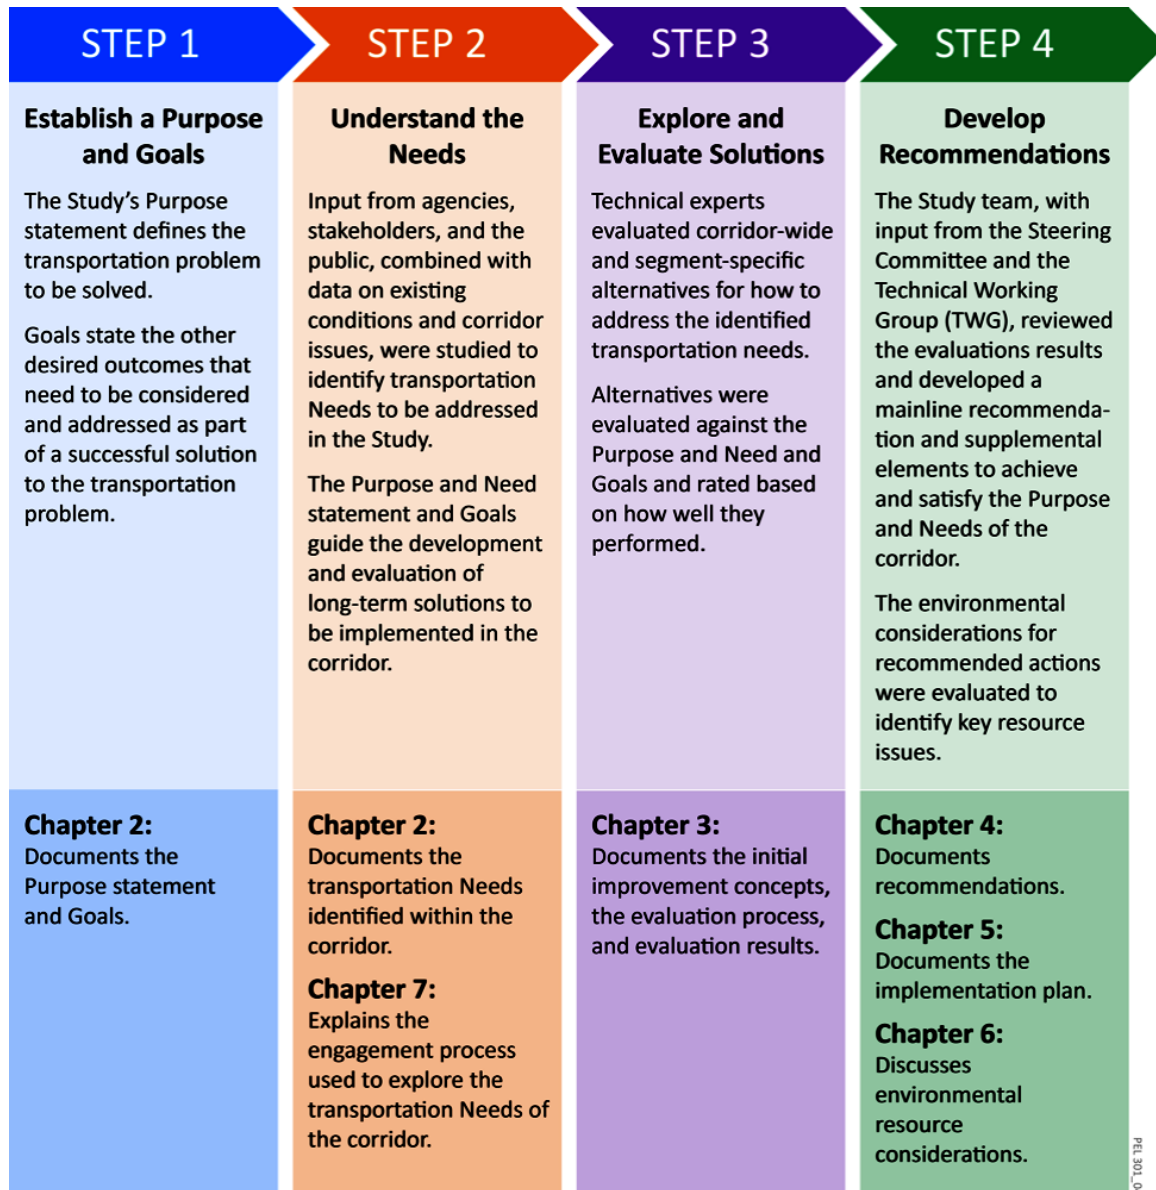 STEP 1
Establish a Purpose
and Goals
The Study’s Purpose
statement defines the
transportation problem
to be solved.
Goals state the other
desired outcomes that
need to be considered
and addressed as part
of a successful solution
to the transportation
problem.
Chapter 2:
Documents the
Purpose statement
and Goals.
STEP 2
Understand the
Needs
Input from agencies,
stakeholders, and the
public, combined with
data on existing
conditions and corridor
issues, were studied to
identify transportation
Needs to be addressed
in the Study.
The Purpose and Need
statement and Goals
guide the development
and evaluation of
long-term solutions to
be implemented in the
corridor.
Chapter 2:
Documents the
transportation Needs
identified within the
corridor.
Chapter 7:
Explains the
engagement process
used to explore the
transportation Needs of
the corridor.
STEP 3
Explore and
Evaluate Solutions
Technical experts
evaluated corridor-wide
and segment-specific
alternatives for how to
address the identified
transportation needs.
Alternatives were
evaluated against the
Purpose and Need and
Goals and rated based
on how well they
performed.
Chapter 3:
Documents the initial
improvement concepts,
the evaluation process,
and evaluation results.
STEP 4
Develop
Recommendations
The Study team, with
input from the Steering
Committee and the
Technical Working
Group (TWG), reviewed
the evaluations results
and developed a
mainline recommenda-
tion and supplemental
elements to achieve
and satisfy the Purpose
and Needs of the
corridor.
The environmental
considerations for
recommended actions
were evaluated to
identify key resource
issues.
Chapter 4:
Documents
recommendations.
Chapter 5:
Documents the
implementation plan.
Chapter 6:
Discusses
environmental
resource
considerations.
PEL 301_0